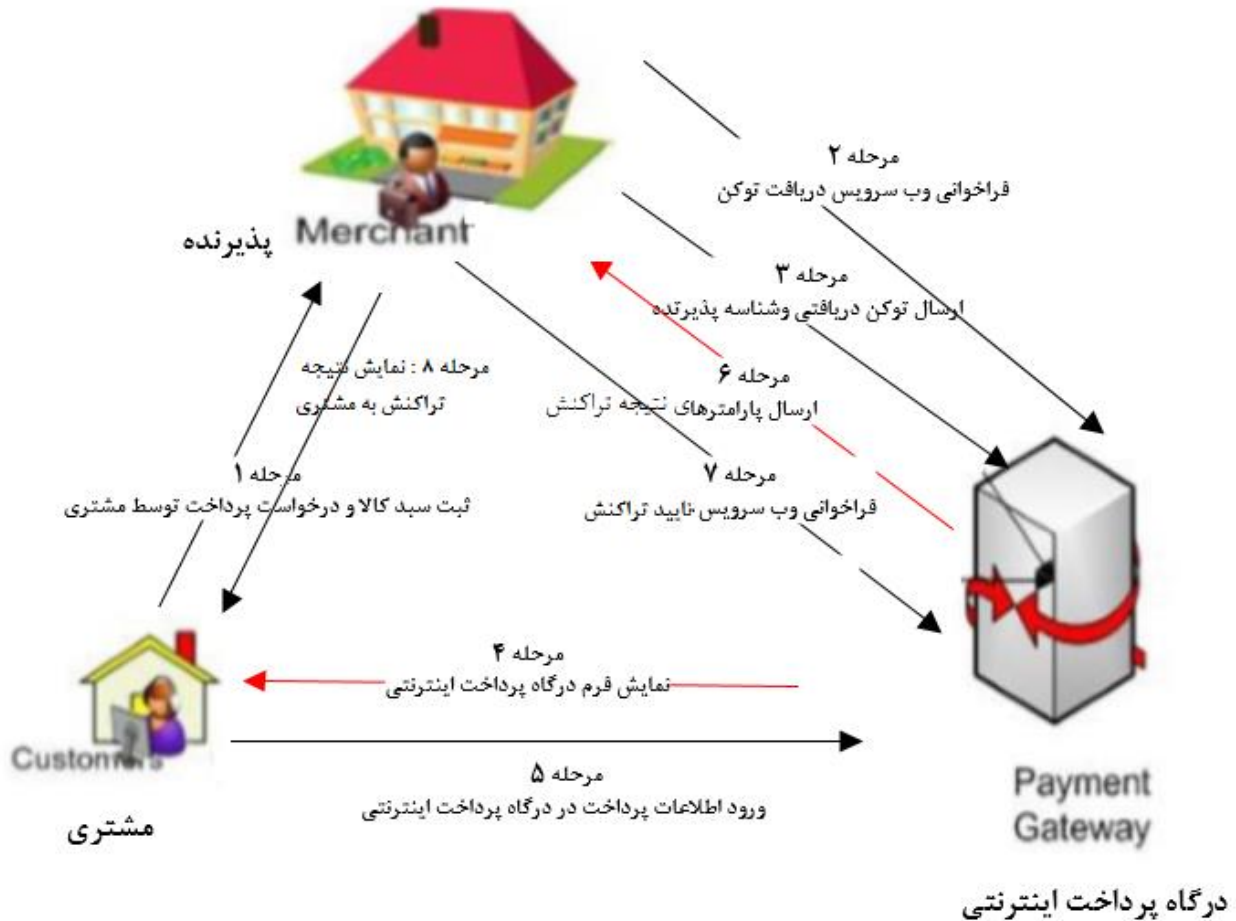 مرحله ۲
فراخوانی وب سرویس دریافت توکن
Merchant
پذیرنده
مرحله ۳
ارسال توکن دریافتی وشناسه پذیرتده
مرحله ۸ : نمایش نتیجه
تراکنش به مشتری
مرحله ۶
ارسال پارامترهای نتیجه تراکنش
مرحله ۱
ثبت سبد کالا و درخواست پرداخت توسط مشتری
مرحله ۷
فراخوانی وب سرویس تایید تراکنش
مرحله ۴
نمایش فرم درگاه پرداخت اینترنتی
Customers
مشتری
مرحله ۵
ورود اطلاعات پرداخت در درگاه پرداخت اینترنتی
Payment
Gateway
درگاه پرداخت اینترنتی